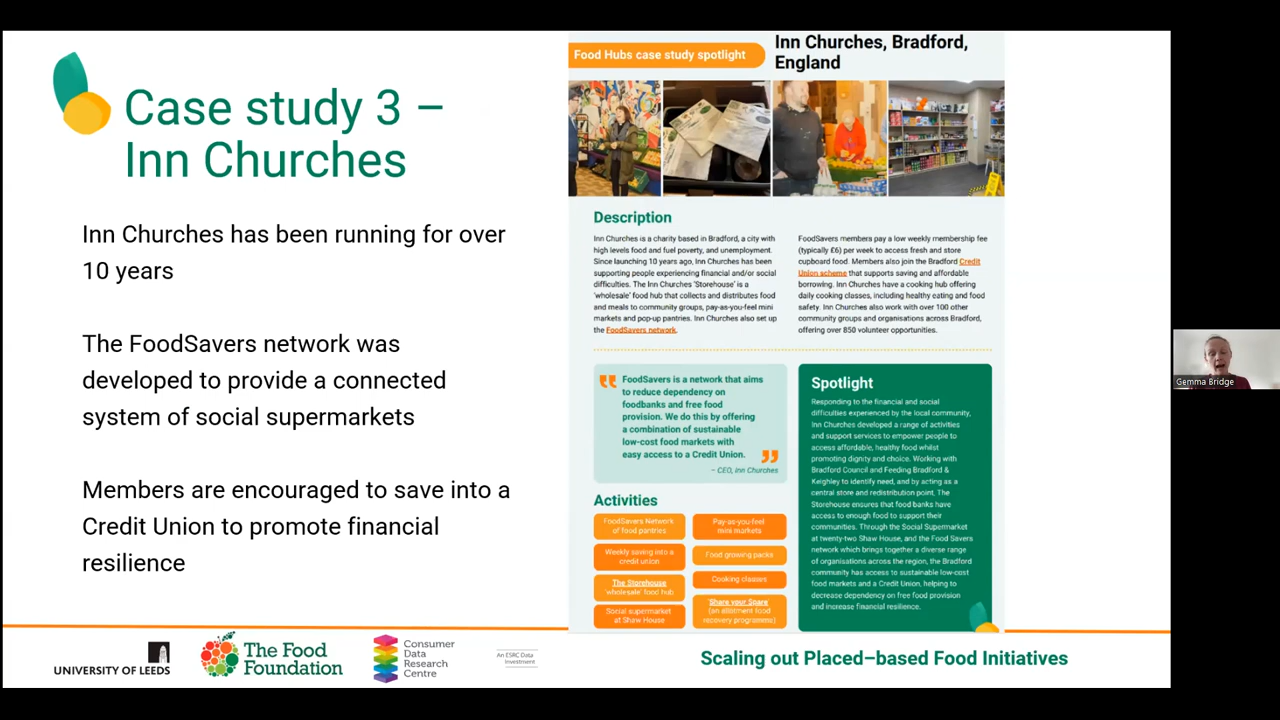 Case study 3 –
Inn Churches
Inn Churches has been running for over
10 years
The FoodSavers network was
developed to provide a connected
system of social supermarkets
Members are encouraged to save into a
Credit Union to promote financial
resilience
Food Hubs case study spotlight
Inn Churches, Bradford,
England
Description
Inn Churches is a charity based in Bradford, a city with
high levels food and fuel poverty, and unemployment.
Since launching 10 years ago, Inn Churches has been
supporting people experiencing financial and/or social
difficulties. The Inn Churches 'Storehouse' is a
'wholesale' food hub that collects and distributes food
and meals to community groups, pay-as-you-feel mini
markets and pop-up pantries. Inn Churches also set up
the FoodSavers network.
FoodSavers members pay a low weekly membership fee
(typically £6) per week to access fresh and store
cupboard food. Members also join the Bradford Credit
Union scheme that supports saving and affordable
borrowing. Inn Churches have a cooking hub offering
daily cooking classes, including healthy eating and food
safety. Inn Churches also work with over 100 other
community groups and organisations across Bradford,
offering over 850 volunteer opportunities.
FoodSavers is a network that aims
to reduce dependency on
foodbanks and free food
provision. We do this by offering
a combination of sustainable
low-cost food markets with
easy access to a Credit Union.
~ CEO, Inn Churches
Activities
FoodSavers Network
of food pantries
Pay-as-you-feel
mini markets
Weekly saving into a
credit union
Food growing packs
The Storehouse
'wholesale' food hub
Cooking classes
Social supermarket
at Shaw House
'Share your Spare'
(an allotment food
recovery programme)
Spotlight
Responding to the financial and social
difficulties experienced by the local community,
Inn Churches developed a range of activities
and support services to empower people to
access affordable, healthy food whilst
promoting dignity and choice. Working with
Bradford Council and Feeding Bradford &
Keighley to identify need, and by acting as a
central store and redistribution point, The
Storehouse ensures that food banks have
access to enough food to support their
communities. Through the Social Supermarket
at twenty-two Shaw House, and the Food Savers
network which brings together a diverse range
of organisations across the region, the Bradford
community has access to sustainable low-cost
food markets and a Credit Union, helping to
decrease dependency on free food provision
and increase financial resilience.
Gemma Bridge
UNIVERSITY OF LEEDS
The Food
Foundation
Consumer
Data
Research
Centre
An ESRC Data
Investment
Scaling out Placed–based Food Initiatives